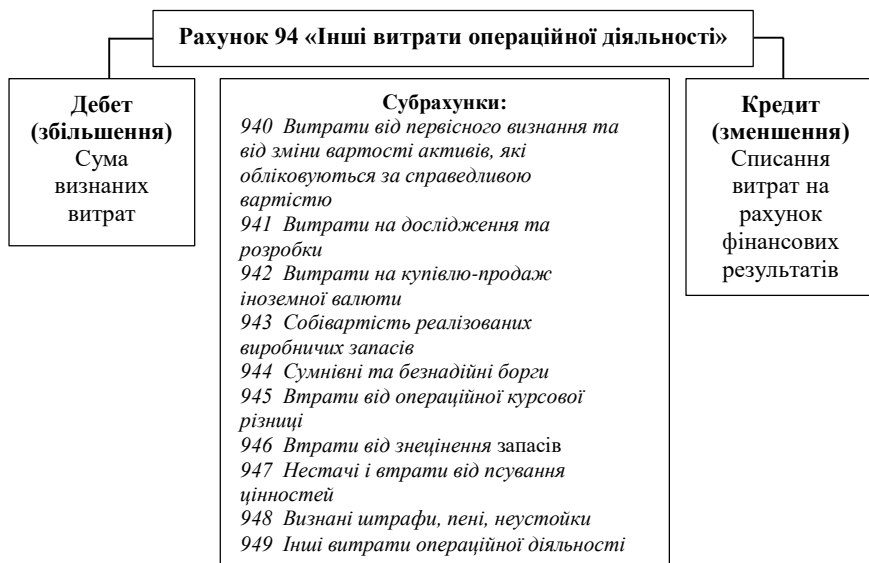 Рахунок 94 «Інші витрати операційної діяльності»
Дебет
(збільшення)
Сума
визнаних
витрат
Субрахунки:
940 Витрати від первісного визнання та
від зміни вартості активів, які
обліковуються за справедливою
вартістю
941 Витрати на дослідження та
розробки
942 Витрати на купівлю-продаж
іноземної валюти
943 Собівартість реалізованих
виробничих запасів
944 Сумнівні та безнадійні борги
945 Втрати від операційної курсової
різниці
946 Втрати від знецінення запасів
947 Нестачі і втрати від псування
цінностей
948 Визнані штрафи, пені, неустойки
949 Інші витрати операційної діяльності
Кредит
(зменшення)
Списання
витрат на
рахунок
фінансових
результатів